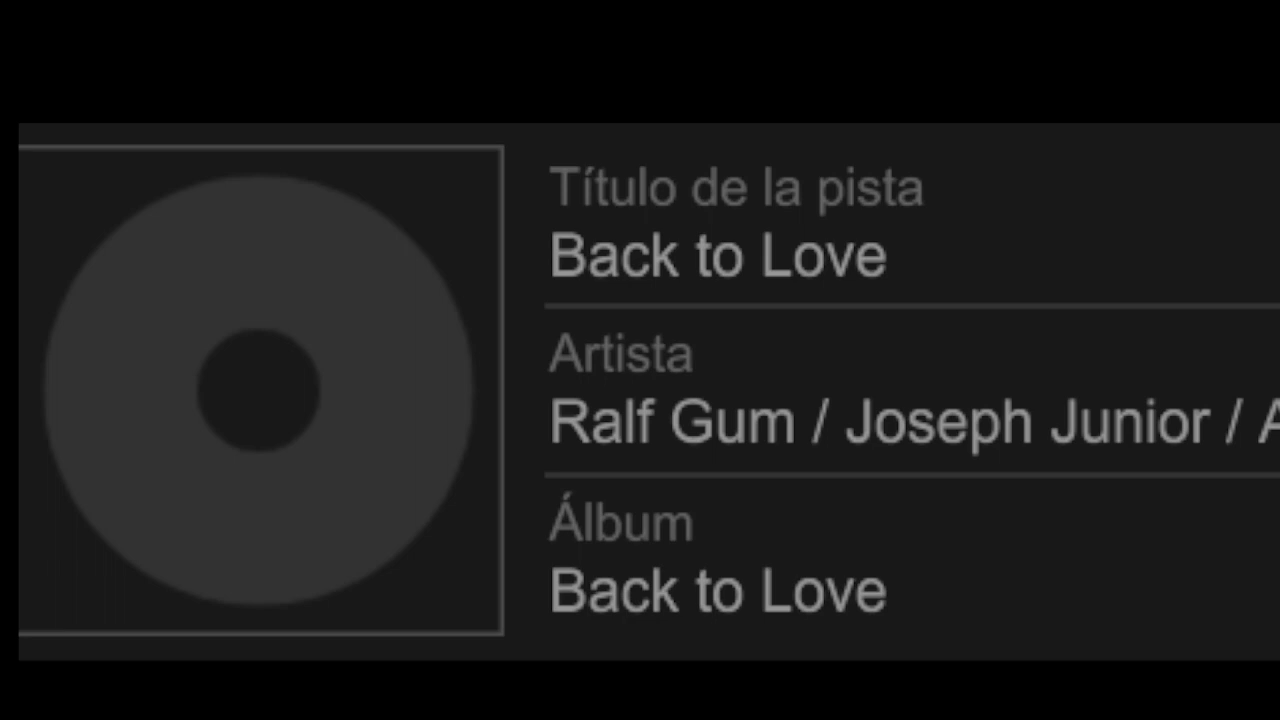 Título de la pista
Back to Love
Artista
Ralf Gum / Joseph Junior / A
Álbum
Back to Love